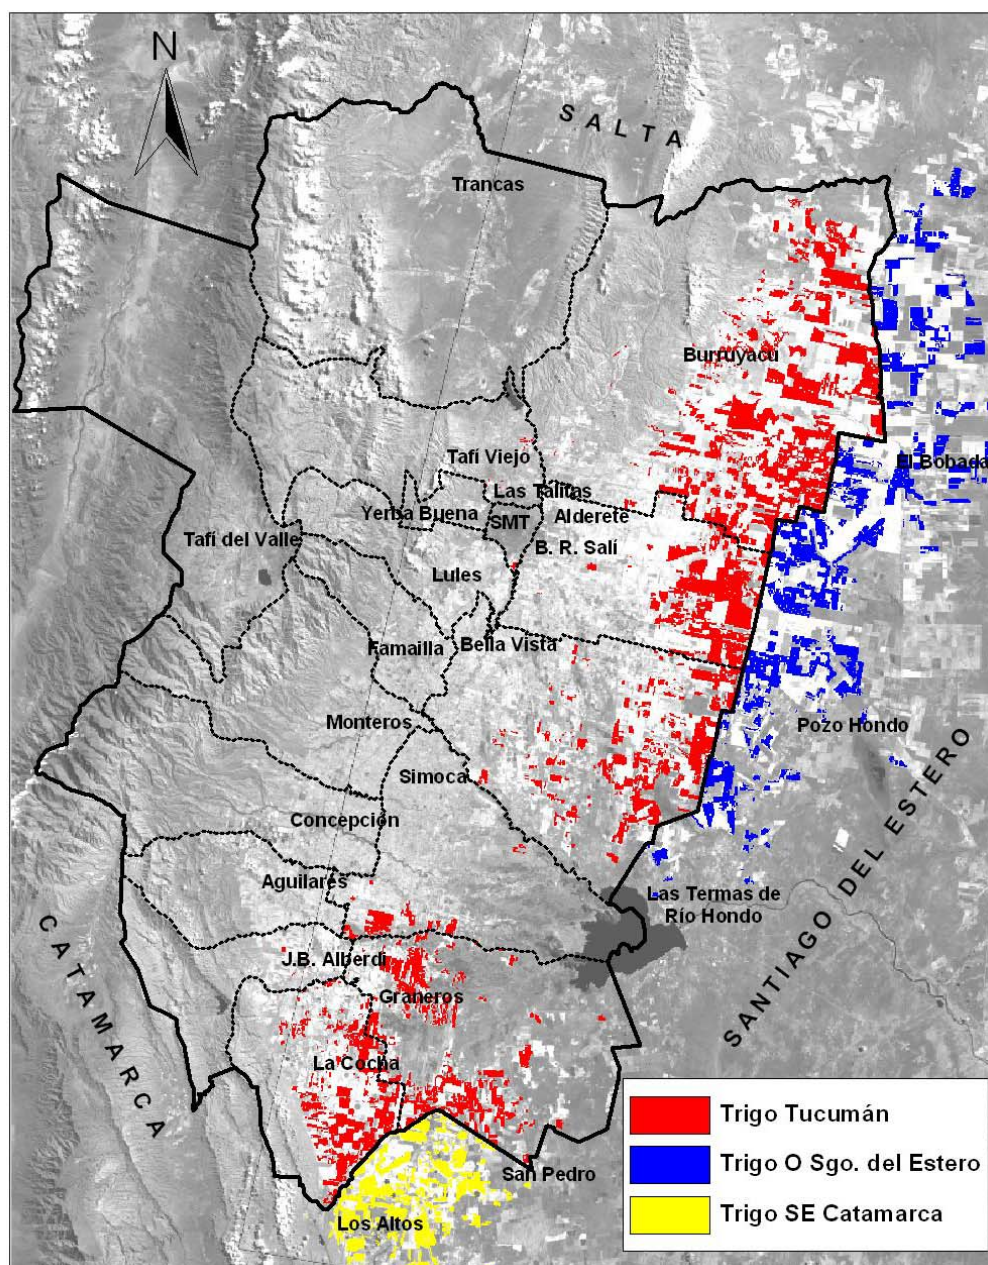 N
SALTA
Trancas
Burruyacu
Tafí Viejo
El Bobada
Las Talitas
Yerba Buena
SMT
Alderete
Tafí del Valle
B. R. Salí
Lules
Famailla
Bella Vista
Monteros
Pozo Hondo
Simoca
Concepción
Aguilares
Las Termas de
Río Hondo
SANTIAGO DEL ESTERO
CATAMARCA
J.B. Alberdi
Graneros
La Cocha
San Pedro
Los Altos
Trigo Tucumán
Trigo O Sgo. del Estero
Trigo SE Catamarca